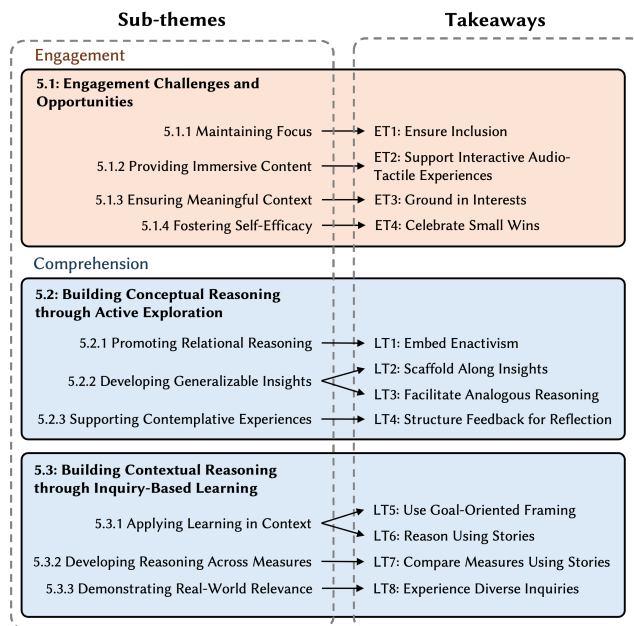 Sub-themes
Takeaways
Engagement
5.1: Engagement Challenges and
Opportunities
5.1.1 Maintaining Focus
ET1: Ensure Inclusion
5.1.2 Providing Immersive Content
ET2: Support Interactive Audio-
Tactile Experiences
5.1.3 Ensuring Meaningful Context
ET3: Ground in Interests
5.1.4 Fostering Self-Efficacy
ET4: Celebrate Small Wins
Comprehension
5.2: Building Conceptual Reasoning
through Active Exploration
5.2.1 Promoting Relational Reasoning
LT1: Embed Enactivism
5.2.2 Developing Generalizable Insights
LT2: Scaffold Along Insights
LT3: Facilitate Analogous Reasoning
5.2.3 Supporting Contemplative Experiences
LT4: Structure Feedback for Reflection
5.3: Building Contextual Reasoning
through Inquiry-Based Learning
5.3.1 Applying Learning in Context
LT5: Use Goal-Oriented Framing
LT6: Reason Using Stories
5.3.2 Developing Reasoning Across Measures
LT7: Compare Measures Using Stories
5.3.3 Demonstrating Real-World Relevance
LT8: Experience Diverse Inquiries